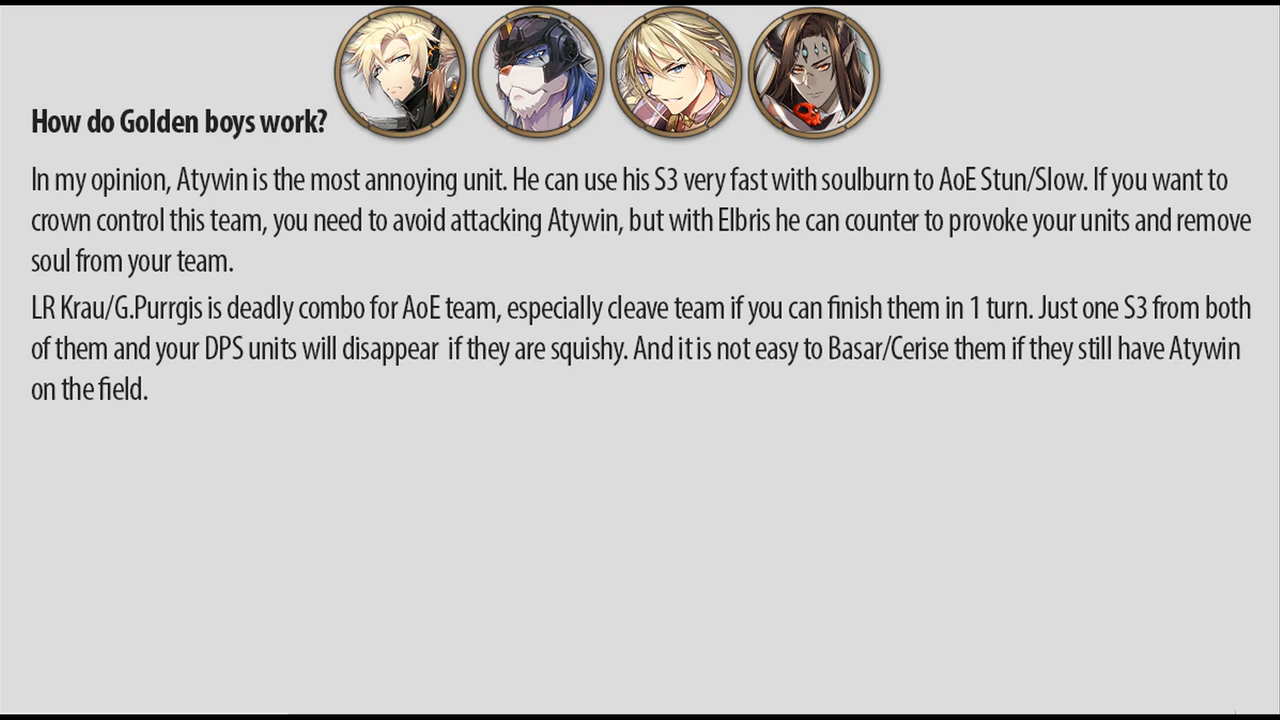 How do Golden boys work?
In my opinion, Atywin is the most annoying unit. He can use his S3 very fast with soulburn to AoE Stun/Slow. If you want to
crown control this team, you need to avoid attacking Atywin, but with Elbris he can counter to provoke your units and remove
soul from your team.
LR Krau/G.Purrgis is deadly combo for AoE team, especially cleave team if you can finish them in 1 turn. Just one S3 from both
of them and your DPS units will disappear if they are squishy. And it is not easy to Basar/Cerise them if they still have Atywin
on the field.